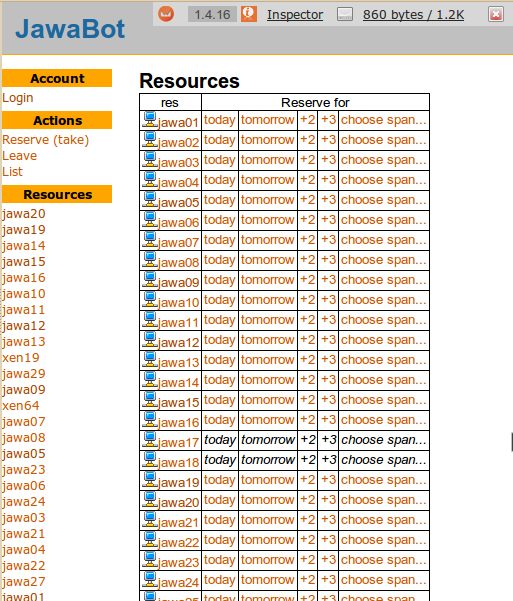 JawaBot
1.4.16 Inspector 860 bytes / 1.2K
Account
Login
Actions
Reserve (take)
Leave
List
Resources
jawa20
jawa19
jawa14
jawa15
jawa16
jawa10
jawa11
jawa12
jawa13
xen19
jawa29
jawa09
xen64
jawa07
jawa08
jawa05
jawa23
jawa06
jawa24
jawa03
jawa21
jawa04
jawa22
jawa27
jawa01
Resources
res Reserve for
jawa01 today tomorrow +2 +3 choose span...
jawa02 today tomorrow +2 +3 choose span...
jawa03 today tomorrow +2 +3 choose span...
jawa04 today tomorrow +2 +3 choose span...
jawa05 today tomorrow +2 +3 choose span...
jawa06 today tomorrow +2 +3 choose span...
jawa07 today tomorrow +2 +3 choose span...
jawa08 today tomorrow +2 +3 choose span...
jawa09 today tomorrow +2 +3 choose span...
jawa10 today tomorrow +2 +3 choose span...
jawa11 today tomorrow +2 +3 choose span...
jawa12 today tomorrow +2 +3 choose span...
jawa13 today tomorrow +2 +3 choose span...
jawa14 today tomorrow +2 +3 choose span...
jawa15 today tomorrow +2 +3 choose span...
jawa16 today tomorrow +2 +3 choose span...
jawa17 today tomorrow +2 +3 choose span...
jawa18 today tomorrow +2 +3 choose span...
jawa19 today tomorrow +2 +3 choose span...
jawa20 today tomorrow +2 +3 choose span...
jawa21 today tomorrow +2 +3 choose span...
jawa22 today tomorrow +2 +3 choose span...
jawa23 today tomorrow +2 +3 choose span...
jawa24 today tomorrow +2 +3 choose span...